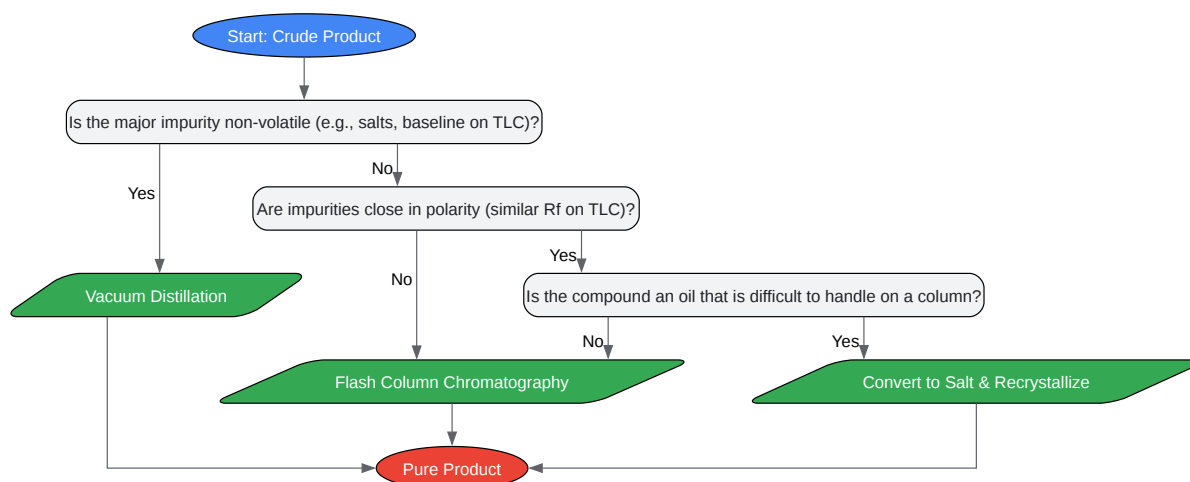 Start: Crude Product
Is the major impurity non-volatile (e.g., salts, baseline on TLC)?
Yes
No
Are impurities close in polarity (similar Rf on TLC)?
No
Yes
Vacuum Distillation
Is the compound an oil that is difficult to handle on a column?
No
Yes
Flash Column Chromatography
Convert to Salt & Recrystallize
Pure Product